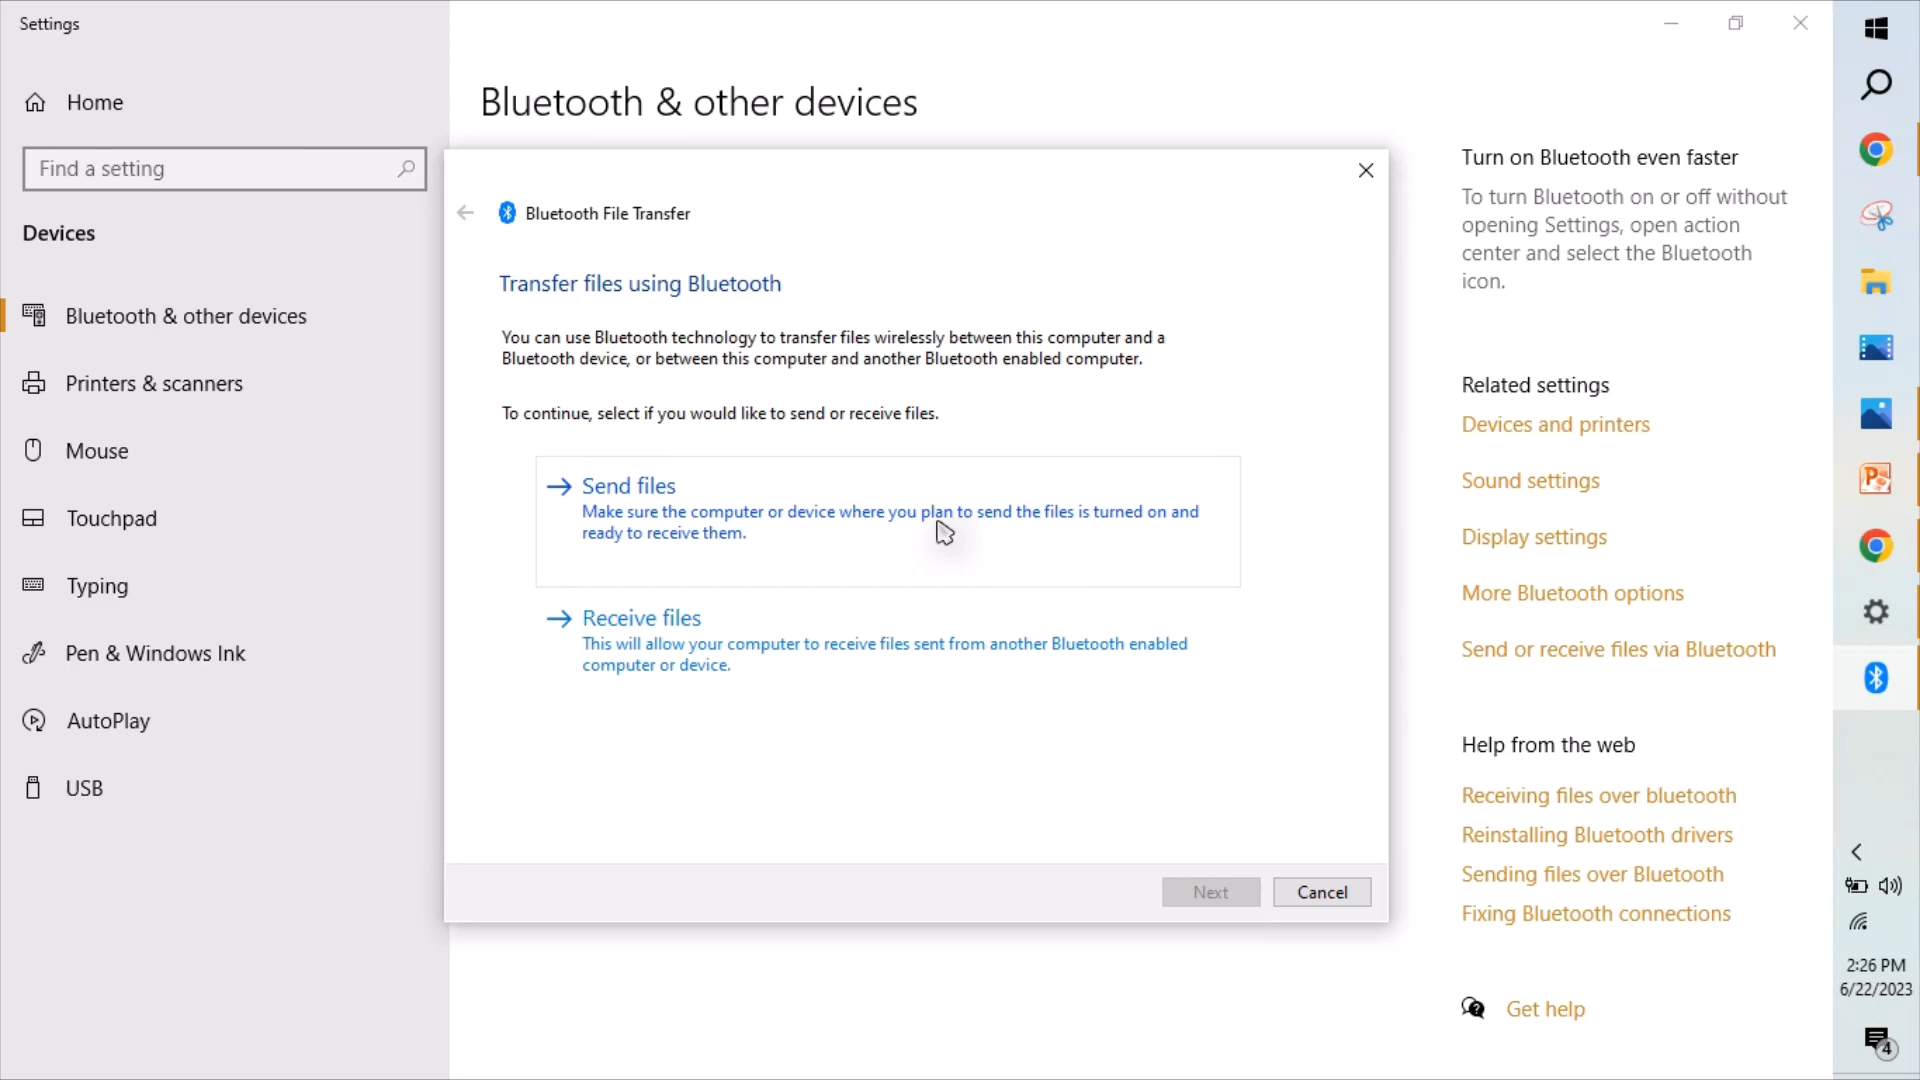 Settings
Home
Find a setting
Devices
Bluetooth & other devices
Printers & scanners
Mouse
Touchpad
Typing
Pen & Windows Ink
AutoPlay
USB
Bluetooth & other devices
Bluetooth File Transfer
Transfer files using Bluetooth
You can use Bluetooth technology to transfer files wirelessly between this computer and a
Bluetooth device, or between this computer and another Bluetooth enabled computer.
To continue, select if you would like to send or receive files.
Send files
Make sure the computer or device where you plan to send the files is turned on and
ready to receive them.
Receive files
This will allow your computer to receive files sent from another Bluetooth enabled
computer or device.
Next
Cancel
Turn on Bluetooth even faster
To turn Bluetooth on or off without
opening Settings, open action
center and select the Bluetooth
icon.
Related settings
Devices and printers
Sound settings
Display settings
More Bluetooth options
Send or receive files via Bluetooth
Help from the web
Receiving files over bluetooth
Reinstalling Bluetooth drivers
Sending files over Bluetooth
Fixing Bluetooth connections
Get help
2:26 PM
6/22/2023
4